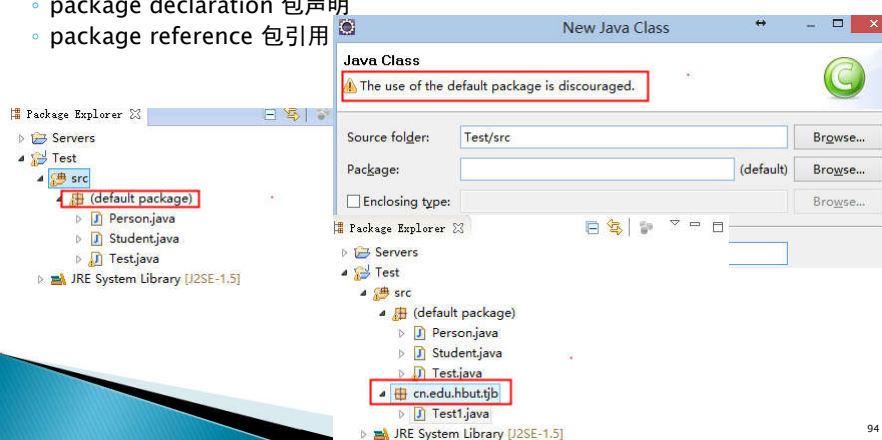 ◦ package declaration 包声明
◦ package reference 包引用
Package Explorer
Servers
Test
src
(default package)
Person.java
Student.java
Test.java
JRE System Library [J2SE-1.5]
New Java Class
Java Class
The use of the default package is discouraged.
Source folder: Test/src Browse...
Package: (default) Browse...
Enclosing type: Browse...
Package Explorer
Servers
Test
src
(default package)
Person.java
Student.java
Test.java
cn.edu.hbut.tjb
Test1.java
JRE System Library [J2SE-1.5]
94